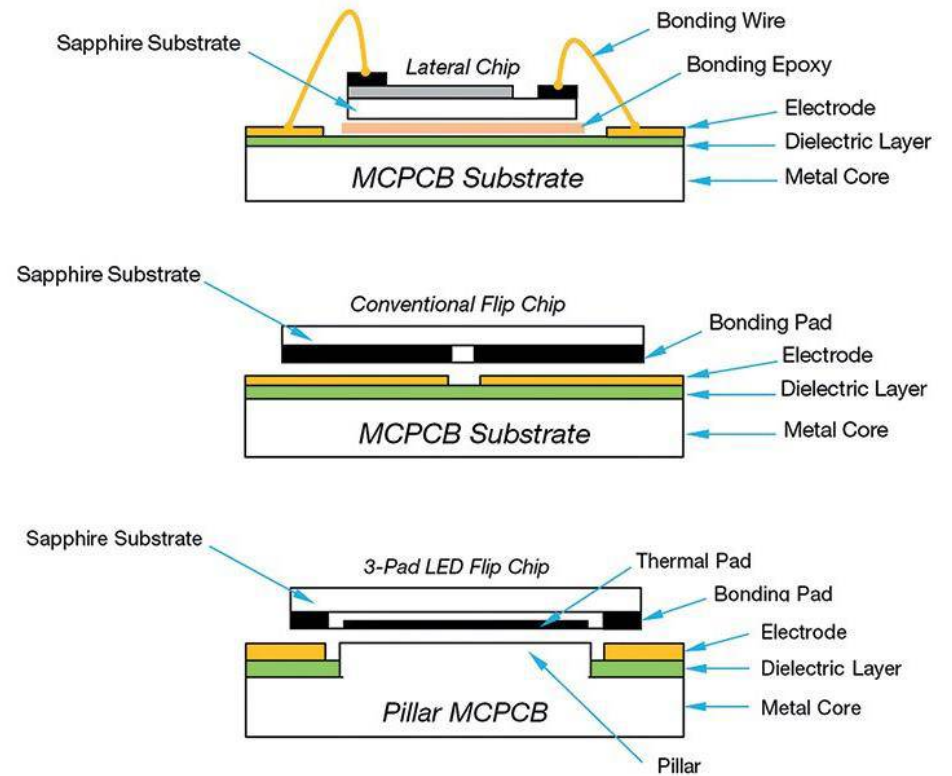 Bonding Wire
Sapphire Substrate
Lateral Chip
Bonding Epoxy
Electrode
Dielectric Layer
MCPCB Substrate
Metal Core
Sapphire Substrate
Conventional Flip Chip
Bonding Pad
Electrode
Dielectric Layer
MCPCB Substrate
Metal Core
Sapphire Substrate
3-Pad LED Flip Chip
Thermal Pad
Bonding Pad
Electrode
Dielectric Layer
Pillar MCPCB
Metal Core
Pillar